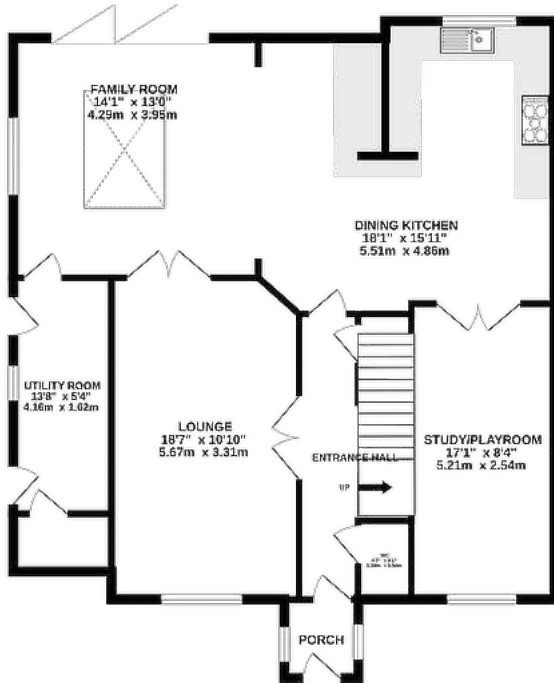 FAMILY ROOM
14'1" x 13'0"
4.29m x 3.95m
DINING KITCHEN
18'1" x 15'11"
5.51m x 4.86m
UTILITY ROOM
13'8" x 5'4"
4.16m x 1.62m
LOUNGE
18'7" x 10'10"
5.67m x 3.31m
ENTRANCE HALL
UP
STUDY/PLAYROOM
17'1" x 8'4"
5.21m x 2.54m
WC
PORCH